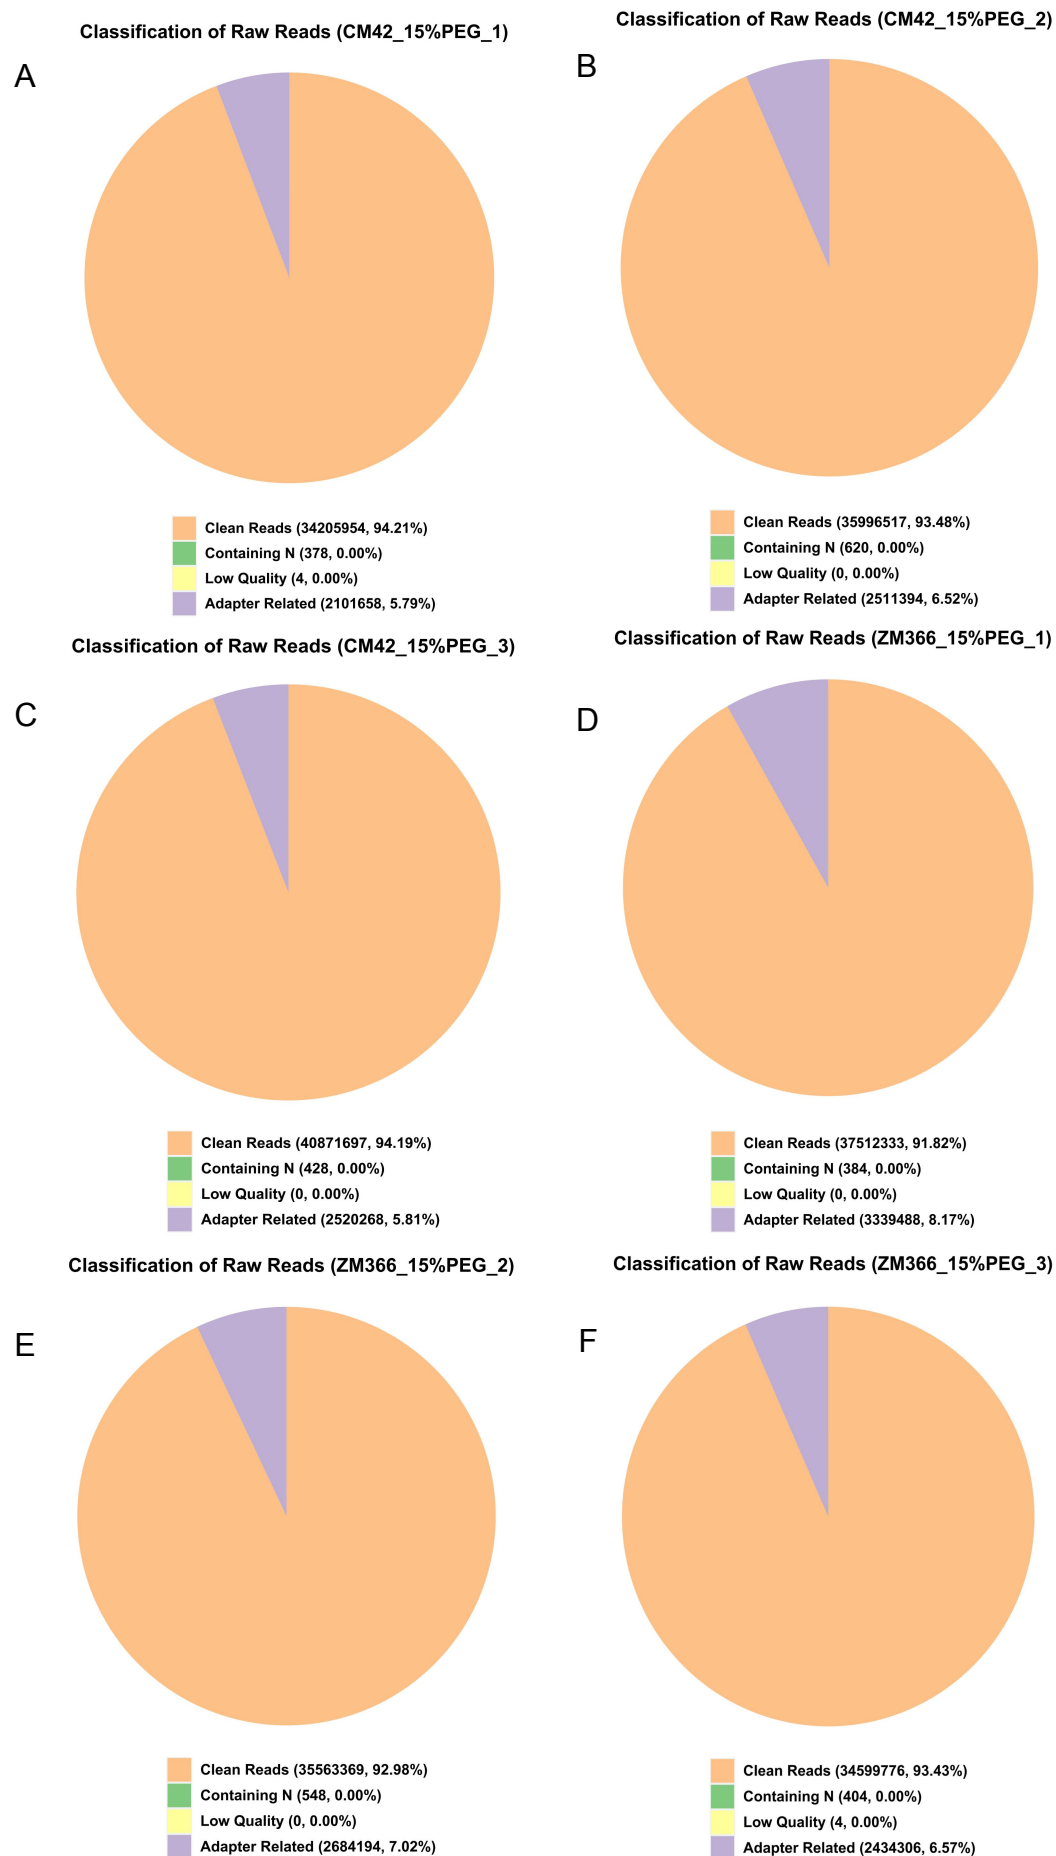 Classification of Raw Reads (CM42_15%PEG_1)
A
Clean Reads (34205954, 94.21%)
Containing N (378, 0.00%)
Low Quality (4, 0.00%)
Adapter Related (2101658, 5.79%)
Classification of Raw Reads (CM42_15%PEG_2)
B
Clean Reads (35996517, 93.48%)
Containing N (620, 0.00%)
Low Quality (0, 0.00%)
Adapter Related (2511394, 6.52%)
Classification of Raw Reads (CM42_15%PEG_3)
C
Clean Reads (40871697, 94.19%)
Containing N (428, 0.00%)
Low Quality (0, 0.00%)
Adapter Related (2520268, 5.81%)
Classification of Raw Reads (ZM366_15%PEG_1)
D
Clean Reads (37512333, 91.82%)
Containing N (384, 0.00%)
Low Quality (0, 0.00%)
Adapter Related (3339488, 8.17%)
Classification of Raw Reads (ZM366_15%PEG_2)
E
Clean Reads (35563369, 92.98%)
Containing N (548, 0.00%)
Low Quality (0, 0.00%)
Adapter Related (2684194, 7.02%)
Classification of Raw Reads (ZM366_15%PEG_3)
F
Clean Reads (34599776, 93.43%)
Containing N (404, 0.00%)
Low Quality (4, 0.00%)
Adapter Related (2434306, 6.57%)